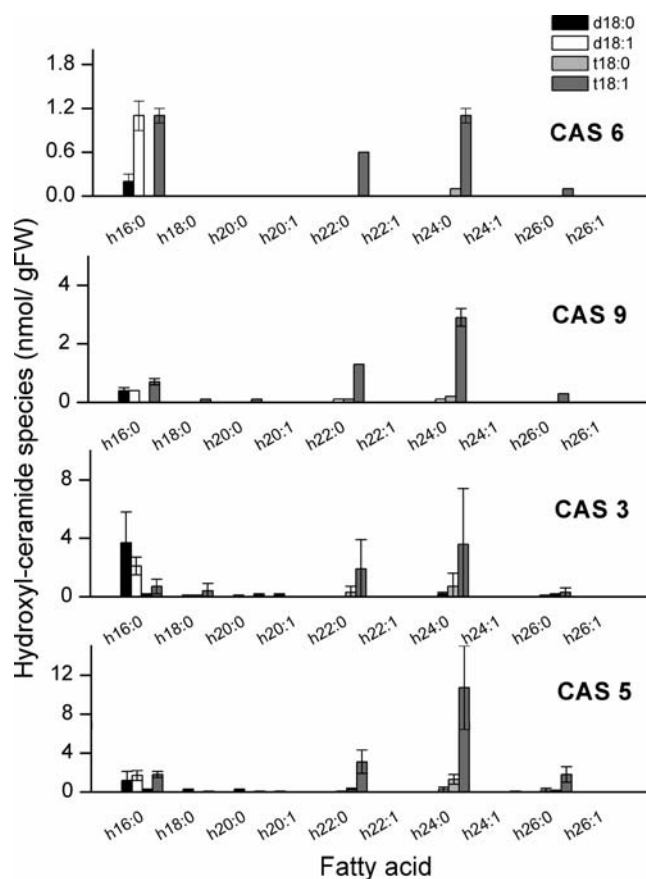 d18:0
d18:1
t18:0
t18:1
CAS 6
1.8
1.2
0.6
0.0
h16:0
h18:0
h20:0
h20:1
h22:0
h22:1
h24:0
h24:1
h26:0
h26:1
CAS 9
4
2
0
h16:0
h18:0
h20:0
h20:1
h22:0
h22:1
h24:0
h24:1
h26:0
h26:1
CAS 3
8
4
0
h16:0
h18:0
h20:0
h20:1
h22:0
h22:1
h24:0
h24:1
h26:0
h26:1
CAS 5
12
8
4
0
h16:0
h18:0
h20:0
h20:1
h22:0
h22:1
h24:0
h24:1
h26:0
h26:1
Hydroxyl-ceramide species (nmol/ gFW)
Fatty acid